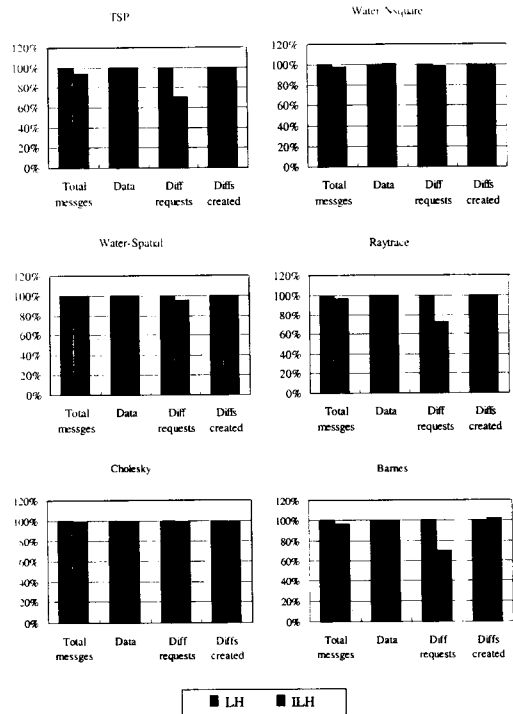 TSP
120%
100%
80%
60%
40%
20%
0%
Total messges
Data
Diff requests
Diffs created
Water-Nsquare
120%
100%
80%
60%
40%
20%
0%
Total messges
Data
Diff requests
Diffs created
Water-Spatial
120%
100%
80%
60%
40%
20%
0%
Total messges
Data
Diff requests
Diffs created
Raytrace
120%
100%
80%
60%
40%
20%
0%
Total messges
Data
Diff requests
Diffs created
Cholesky
120%
100%
80%
60%
40%
20%
0%
Total messges
Data
Diff requests
Diffs created
Barnes
120%
100%
80%
60%
40%
20%
0%
Total messges
Data
Diff requests
Diffs created
LH
ILH